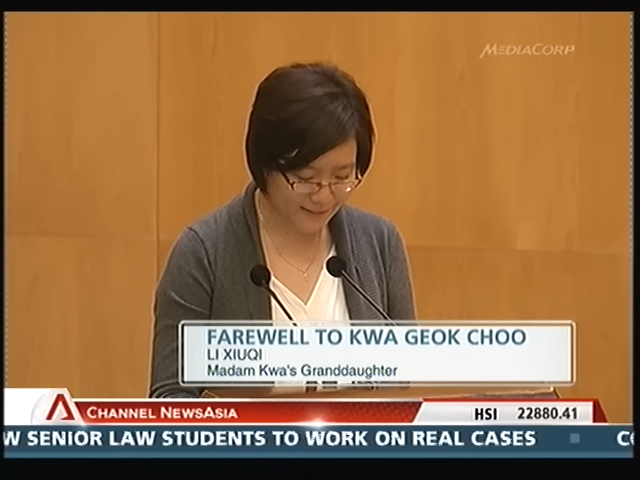 MEDIACORP
FAREWELL TO KWA GEOK CHOO
LI XIUQI
Madam Kwa's Granddaughter
CHANNEL NEWSASIA
HSI 22880.41
W SENIOR LAW STUDENTS TO WORK ON REAL CASES